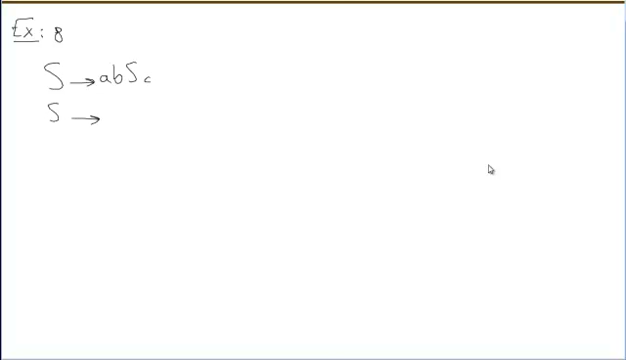 Ex: 8
S → abSc
S →